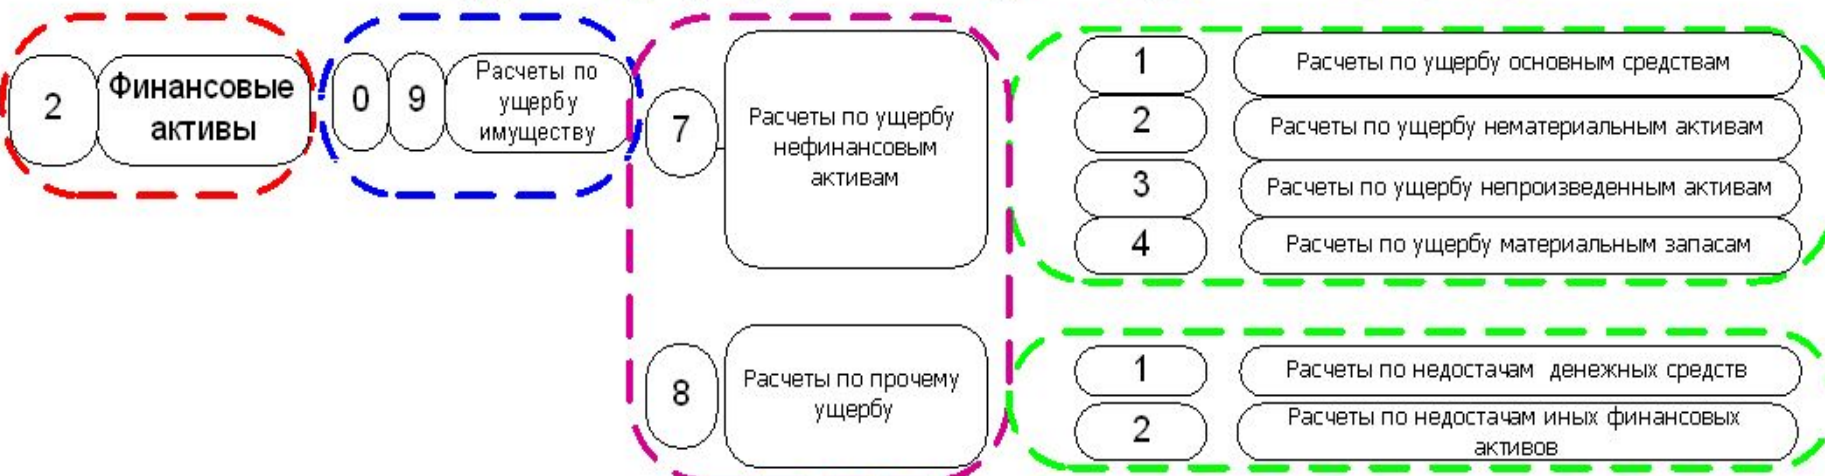 2
Финансовые
активы
0
9
Расчеты по
ущербу
имуществу
7
Расчеты по ущербу
нефинансовым
активам
1
Расчеты по ущербу основным средствам
2
Расчеты по ущербу нематериальным активам
3
Расчеты по ущербу непроизведенным активам
4
Расчеты по ущербу материальным запасам
8
Расчеты по прочему
ущербу
1
Расчеты по недостачам денежных средств
2
Расчеты по недостачам иных финансовых
активов